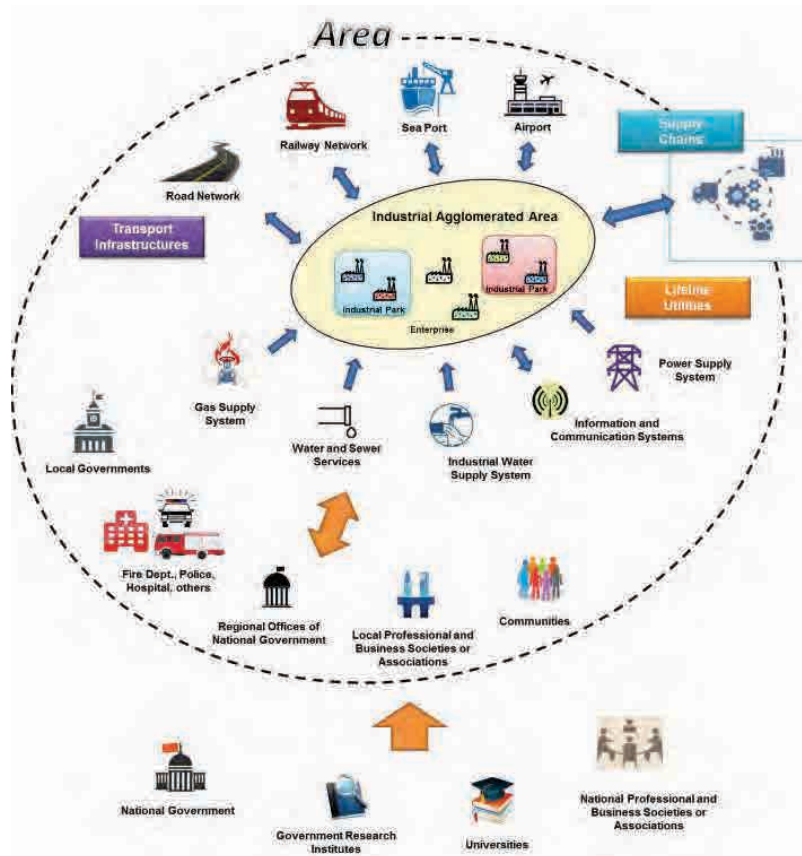 Area
Railway Network
Sea Port
Airport
Supply
Chains
Road Network
Transport
Infrastructures
Industrial Agglomerated Area
Industrial Park
Industrial Park
Enterprise
Lifeline
Utilities
Gas Supply
System
Water and Sewer
Services
Industrial Water
Supply System
Information and
Communication Systems
Power Supply
System
Local Governments
Fire Dept., Police,
Hospital, others
Regional Offices of
National Government
Local Professional and
Business Societies or
Associations
Communities
National Government
Government Research
Institutes
Universities
National Professional and
Business Societies or
Associations